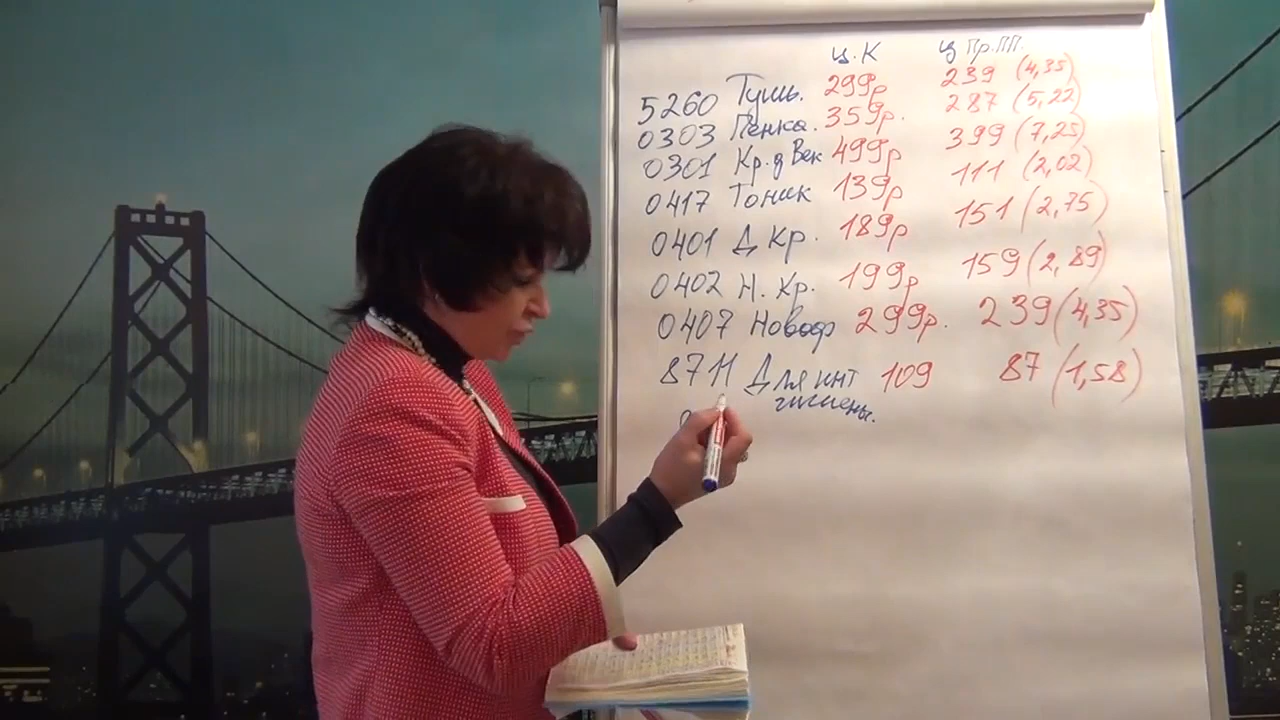 ц.К ц Пр.ПП.
5260 Тушь. 299р 239 (4,35)
0303 Пенка. 359р. 287 (5,22)
0301 Кр.д Век 499р 399 (7,25)
0417 Тоник 139р 111 (2,02)
0401 Д Кр. 189р 151 (2,75)
0402 Н. Кр. 199р 159 (2,89)
0407 Новаф 299р. 239 (4,35)
8711 Для инт 109 87 (1,58)
гигиены.